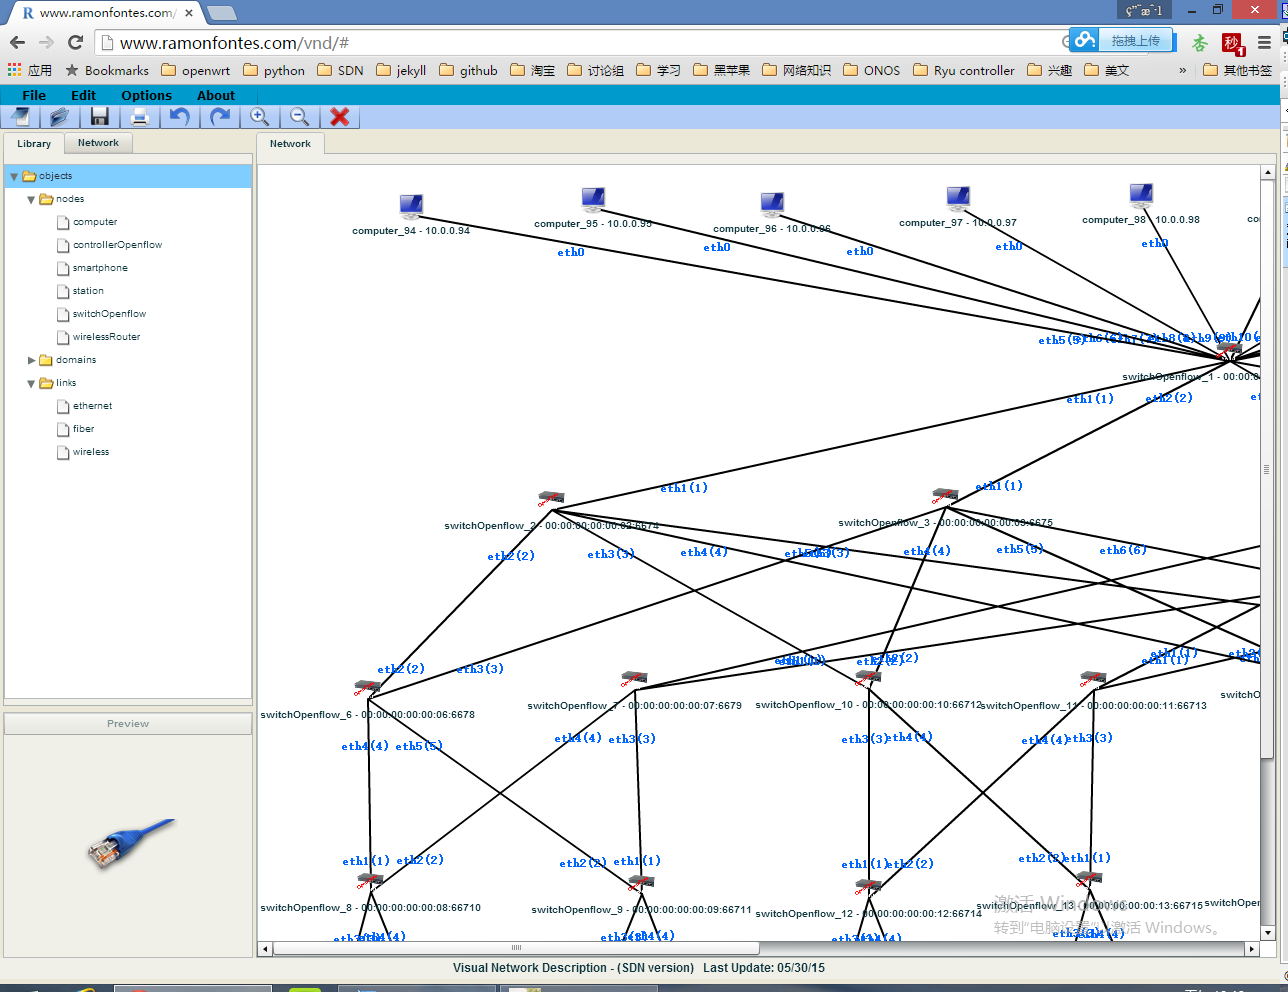 www.ramonfontes.com/
www.ramonfontes.com/vnd/#
拖拽上传
应用 Bookmarks openwrt python SDN jekyll github 淘宝 讨论组 学习 黑苹果 网络知识 ONOS Ryu controller 兴趣 美文 » 其他书签
File Edit Options About
Library Network
Network
objects
nodes
computer
controllerOpenflow
smartphone
station
switchOpenflow
wirelessRouter
domains
links
ethernet
fiber
wireless
Preview
computer_94 - 10.0.0.94
computer_95 - 10.0.0.95
computer_96 - 10.0.0.96
computer_97 - 10.0.0.97
computer_98 - 10.0.0.98
eth0 eth0 eth0 eth0 eth0
eth5(5)
switchOpenflow_1 - 00:00:0
eth1(1) eth2(2)
eth1(1) eth1(1)
switchOpenflow_3 - 00:00:00:00:00:09:6675
eth2(2) eth3(3) eth4(4) eth4(4) eth5(5) eth6(6)
eth2(2) eth3(3)
switchOpenflow_6 - 00:00:00:00:00:06:6678
switchOpenflow_7 - 00:00:00:00:00:07:6679
switchOpenflow_10 - 00:00:00:00:00:10:66712
switchOpenflow_11 - 00:00:00:00:00:11:66713
eth4(4) eth5(5) eth4(4) eth3(3) eth3(3) eth4(4) eth4(4) eth3(3)
eth1(1) eth2(2) eth2(2) eth1(1) eth1(1) eth2(2) eth2(2) eth1(1)
switchOpenflow_8 - 00:00:00:00:00:08:66710
switchOpenflow_9 - 00:00:00:00:00:09:66711
switchOpenflow_12 - 00:00:00:00:00:12:66714
switchOpenflow_13 - 00:00:00:00:00:13:66715
激活 Windows
转到“电脑设置”以激活 Windows。
Visual Network Description - (SDN version) Last Update: 05/30/15